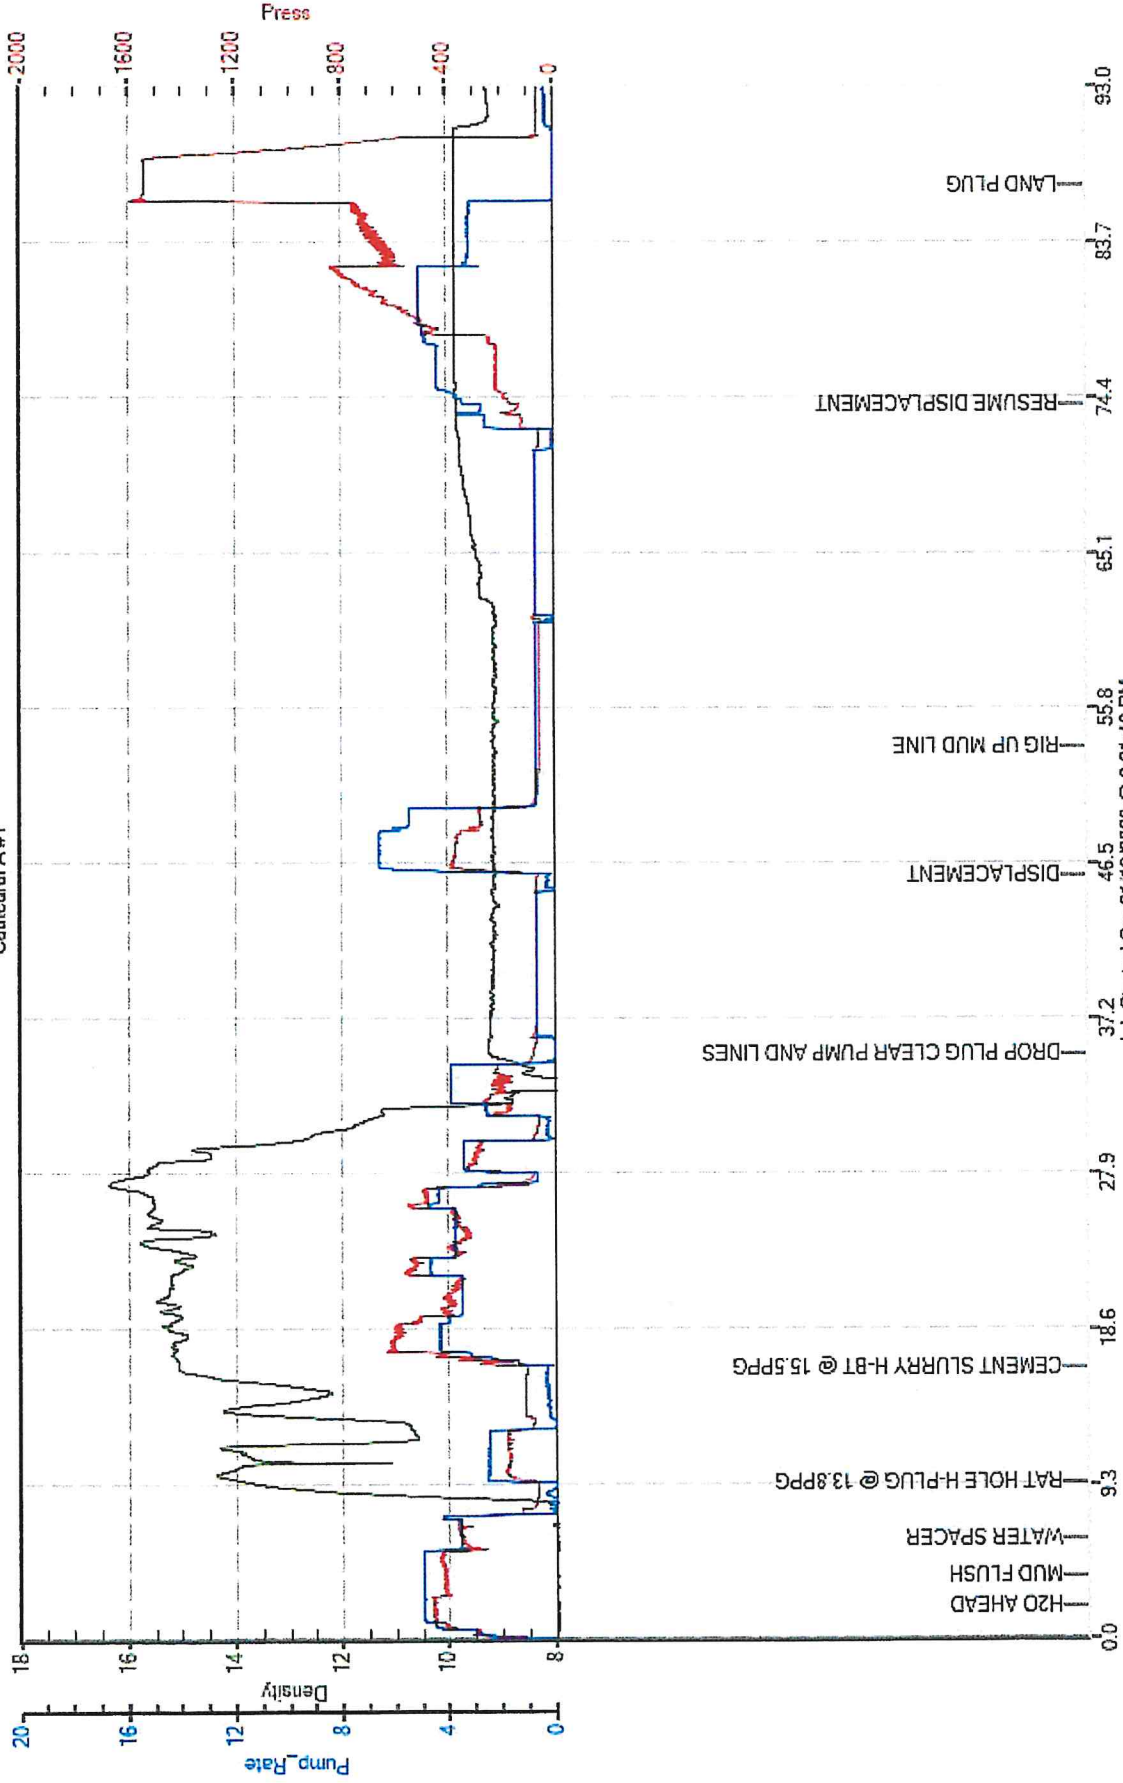 Press
2000
1600
1200
800
400
0
18
16
14
12
10
8
Density
20
16
12
8
4
0
Pump_Rate
0.0
9.3
18.6
27.9
37.2
46.5
55.8
65.1
74.4
83.7
93.0
H2O AHEAD
MUD FLUSH
WATER SPACER
RAT HOLE H-PLUG @ 13.8PPG
CEMENT SLURRY H-BT @ 15.5PPG
DROP PLUG CLEAR PUMP AND LINES
DISPLACEMENT
RIG UP MUD LINE
RESUME DISPLACEMENT
LAND PLUG